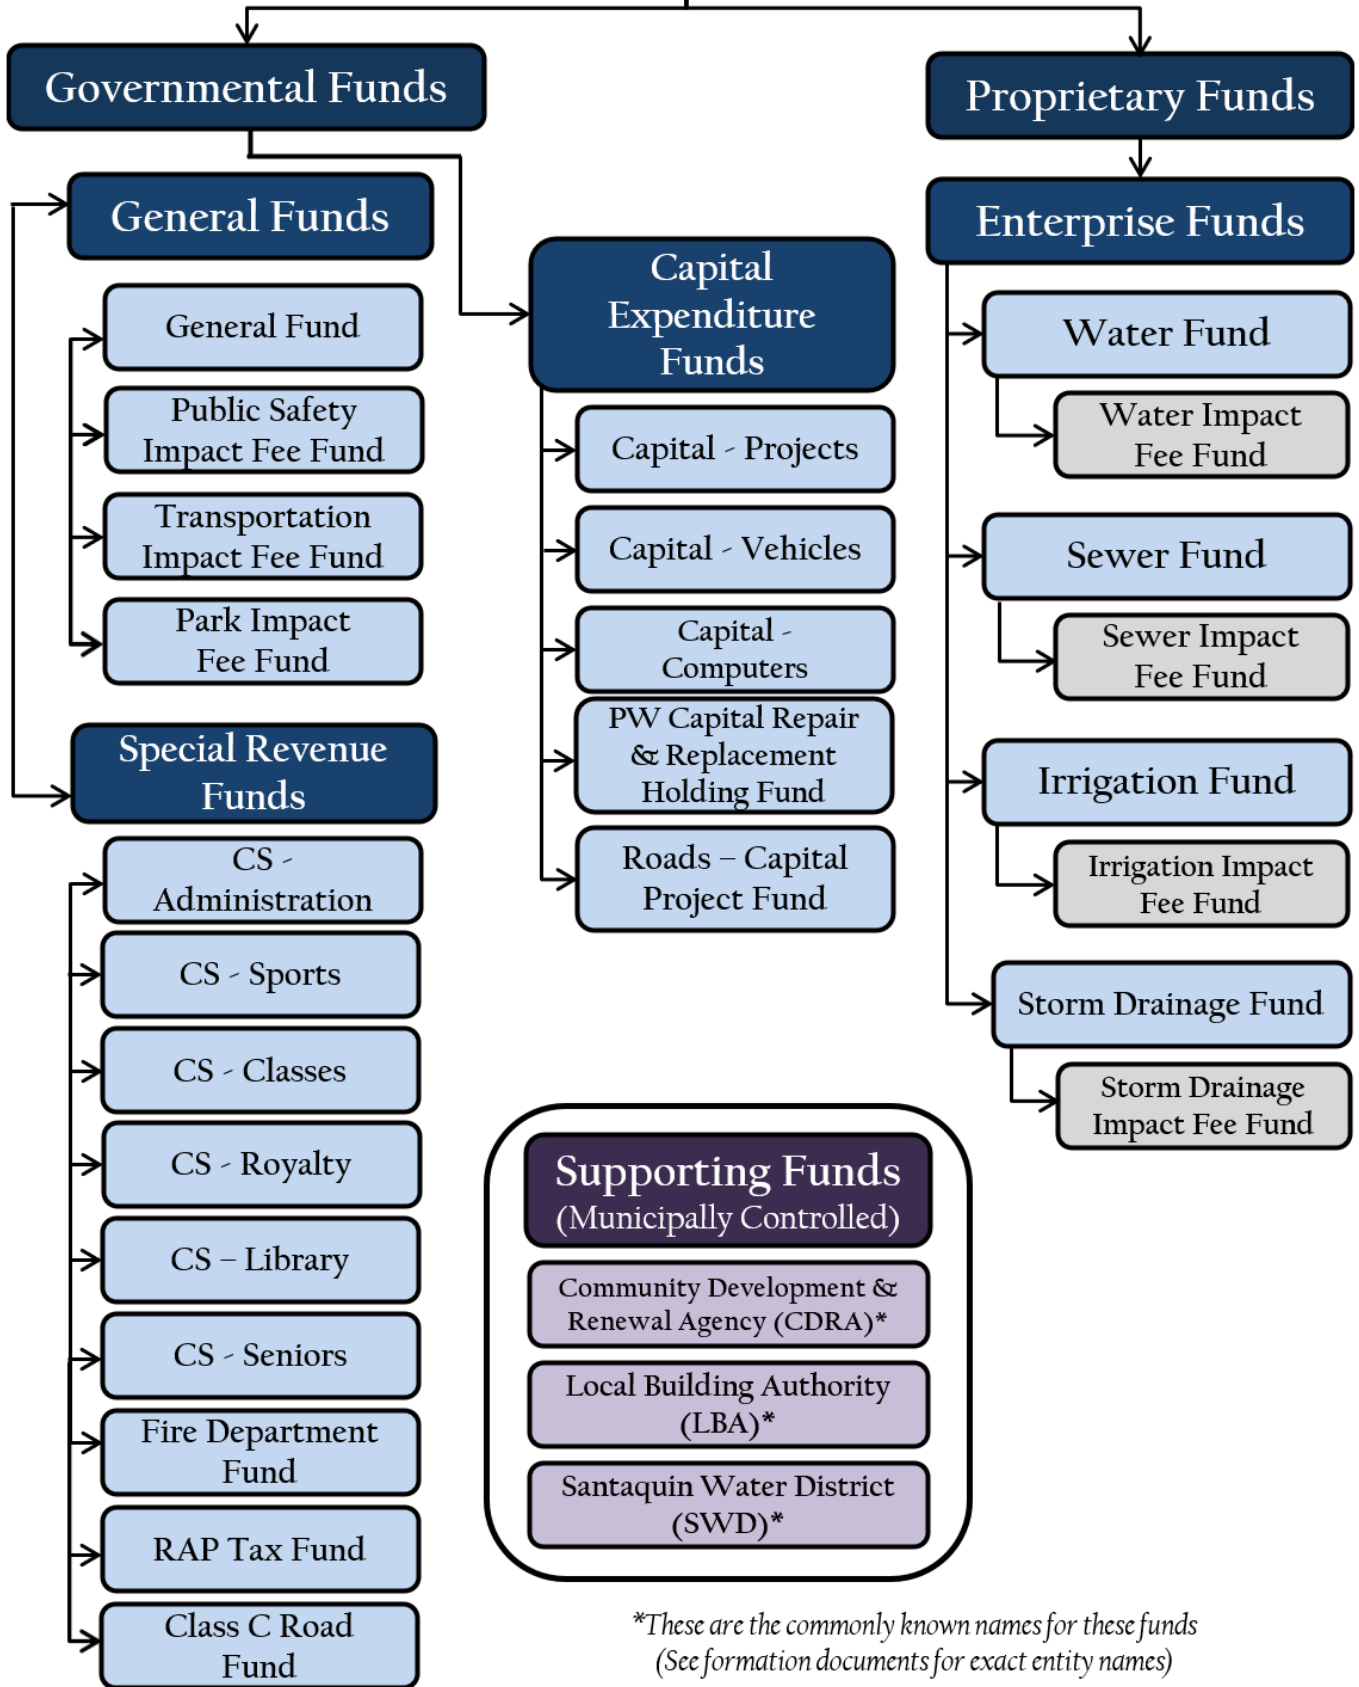 Governmental Funds
General Funds
General Fund
Public Safety
Impact Fee Fund
Transportation
Impact Fee Fund
Park Impact
Fee Fund
Special Revenue
Funds
CS -
Administration
CS - Sports
CS - Classes
CS - Royalty
CS – Library
CS - Seniors
Fire Department
Fund
RAP Tax Fund
Class C Road
Fund
Capital
Expenditure
Funds
Capital - Projects
Capital - Vehicles
Capital -
Computers
PW Capital Repair
& Replacement
Holding Fund
Roads – Capital
Project Fund
Proprietary Funds
Enterprise Funds
Water Fund
Water Impact
Fee Fund
Sewer Fund
Sewer Impact
Fee Fund
Irrigation Fund
Irrigation Impact
Fee Fund
Storm Drainage Fund
Storm Drainage
Impact Fee Fund
Supporting Funds
(Municipally Controlled)
Community Development &
Renewal Agency (CDRA)*
Local Building Authority
(LBA)*
Santaquin Water District
(SWD)*
*These are the commonly known names for these funds
(See formation documents for exact entity names)